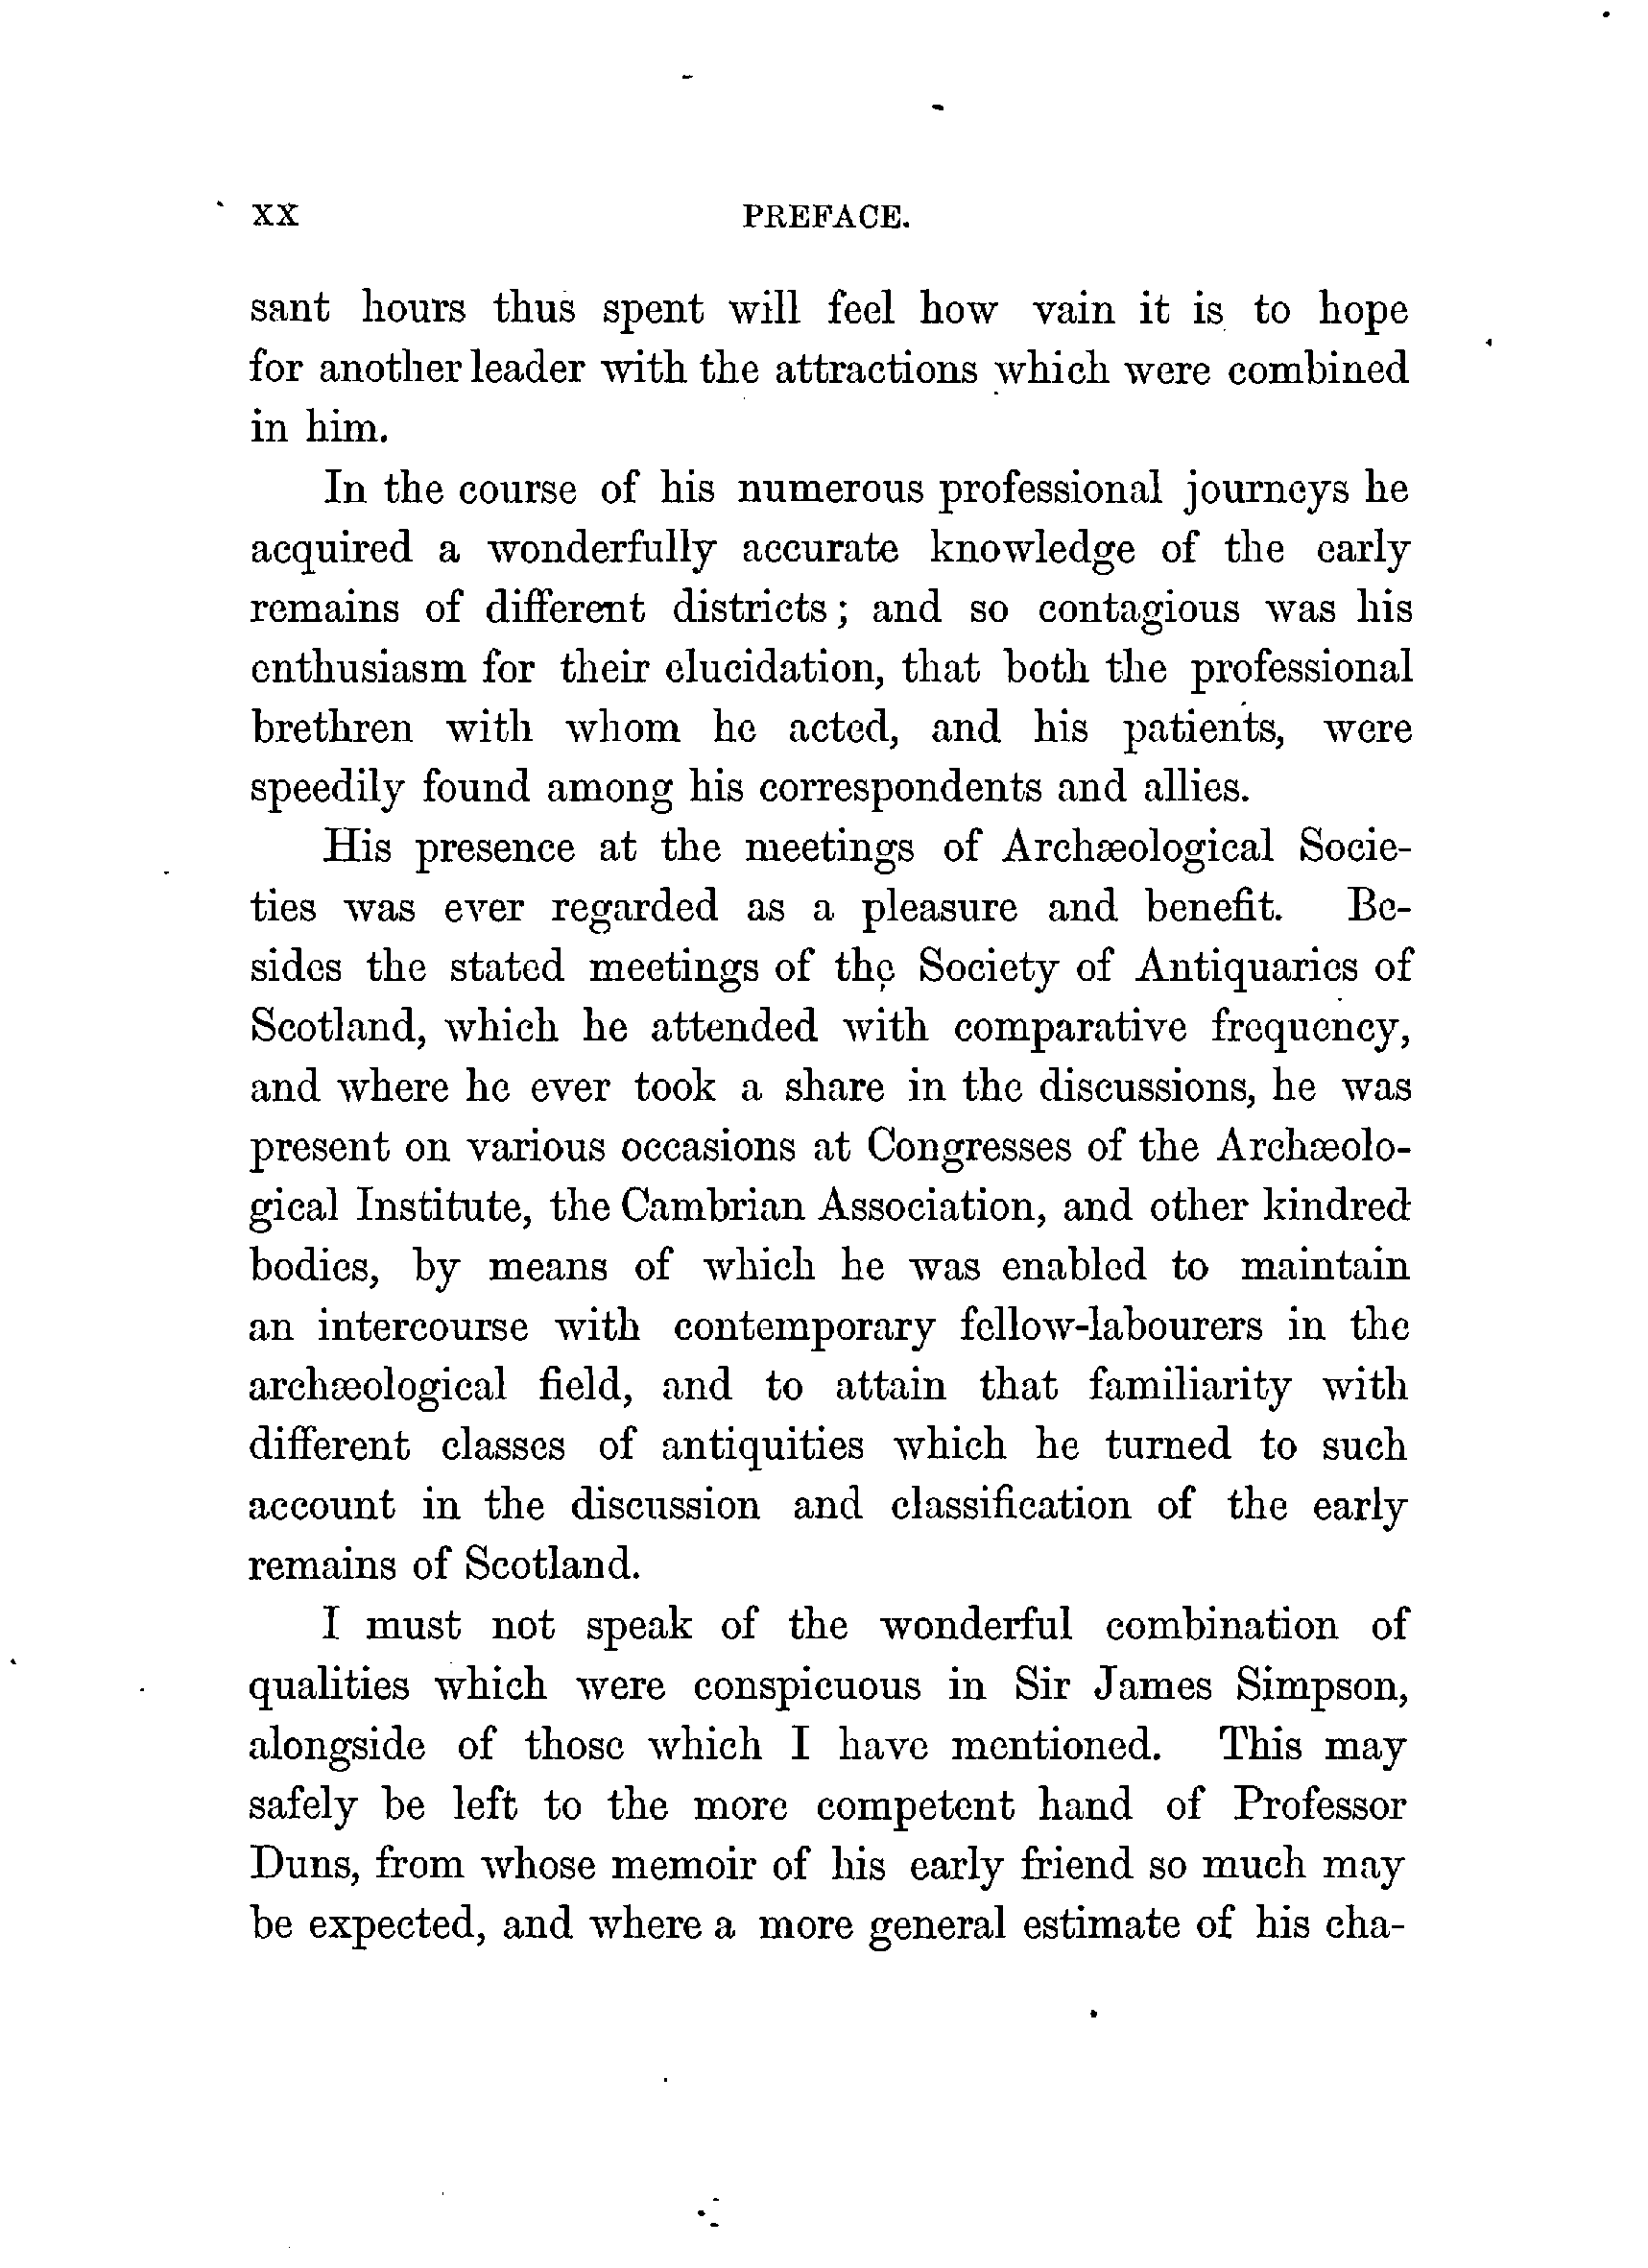 XX PREFACE.
sant hours thus spent will feel how vain it is to hope
for another leader with the attractions which were combined
in him.
In the course of his numerous professional journeys he
acquired a wonderfully accurate knowledge of the early
remains of different districts; and so contagious was his
enthusiasm for their elucidation, that both the professional
brethren with whom he acted, and his patients, were
speedily found among his correspondents and allies.
His presence at the meetings of Archæological Socie-
ties was ever regarded as a pleasure and benefit. Be-
sides the stated meetings of the Society of Antiquaries of
Scotland, which he attended with comparative frequency,
and where he ever took a share in the discussions, he was
present on various occasions at Congresses of the Archæolo-
gical Institute, the Cambrian Association, and other kindred
bodies, by means of which he was enabled to maintain
an intercourse with contemporary fellow-labourers in the
archæological field, and to attain that familiarity with
different classes of antiquities which he turned to such
account in the discussion and classification of the early
remains of Scotland.
I must not speak of the wonderful combination of
qualities which were conspicuous in Sir James Simpson,
alongside of those which I have mentioned. This may
safely be left to the more competent hand of Professor
Duns, from whose memoir of his early friend so much may
be expected, and where a more general estimate of his cha-